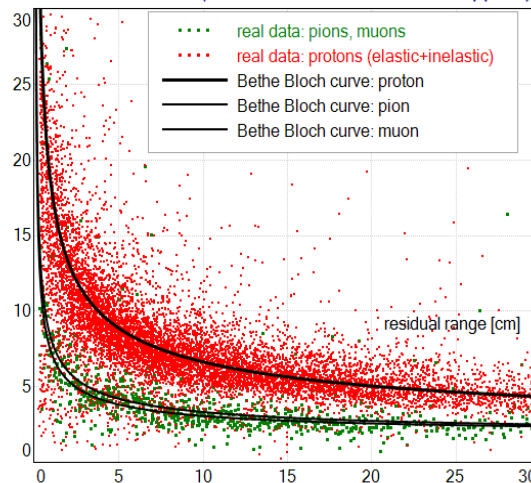 30
real data: pions, muons
real data: protons (elastic+inelastic)
25
Bethe Bloch curve: proton
Bethe Bloch curve: pion
Bethe Bloch curve: muon
20
15
10
residual range [cm]
5
0
0 5 10 15 20 25 30